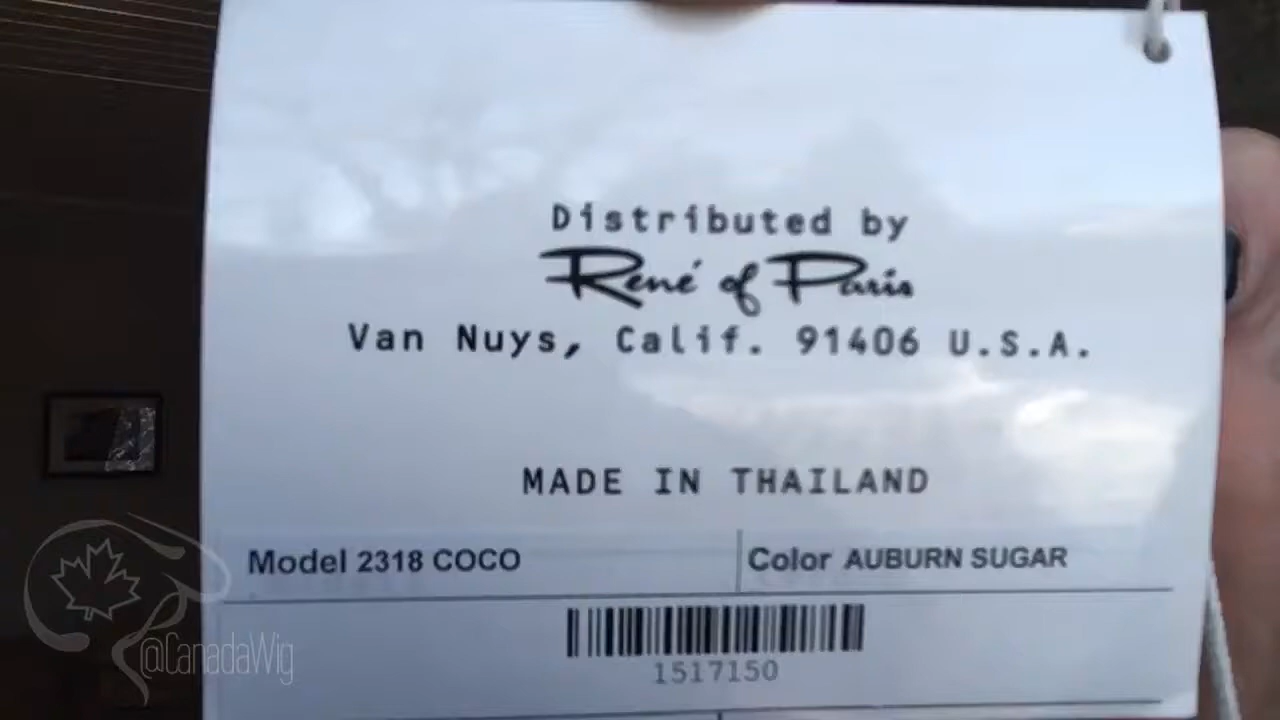 Distributed by
René of Paris
Van Nuys, Calif. 91406 U.S.A.
MADE IN THAILAND
Model 2318 COCO
Color AUBURN SUGAR
1517150
@CanadaWig